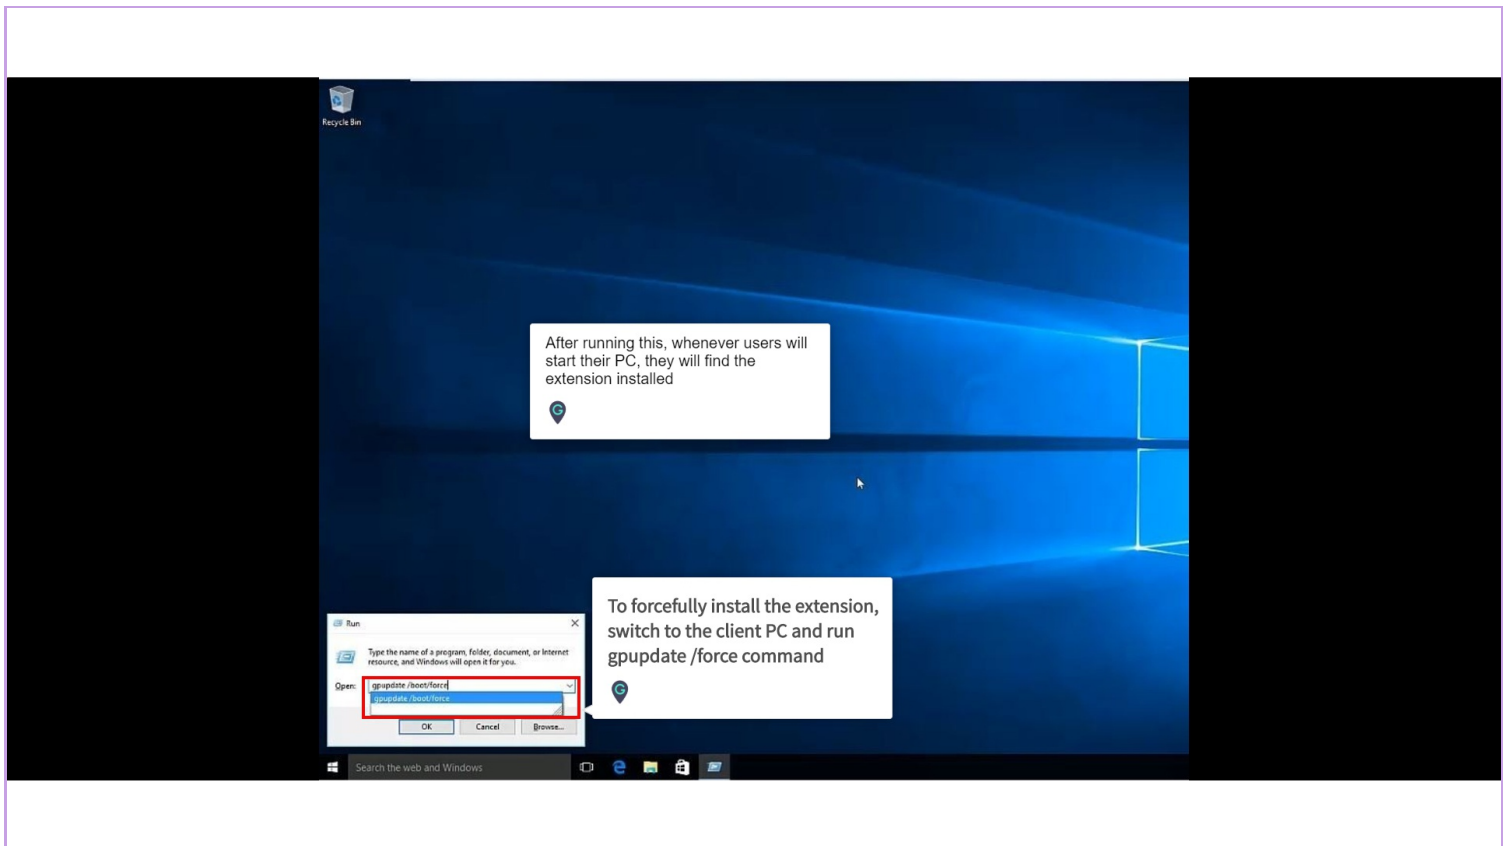 Recycle Bin
After running this, whenever users will
start their PC, they will find the
extension installed
G
To forcefully install the extension,
switch to the client PC and run
gpupdate /force command
G
Run
Type the name of a program, folder, document, or Internet
resource, and Windows will open it for you.
Open: gpupdate /boot/force
gpupdate /boot/force
OK Cancel Browse...
Search the web and Windows